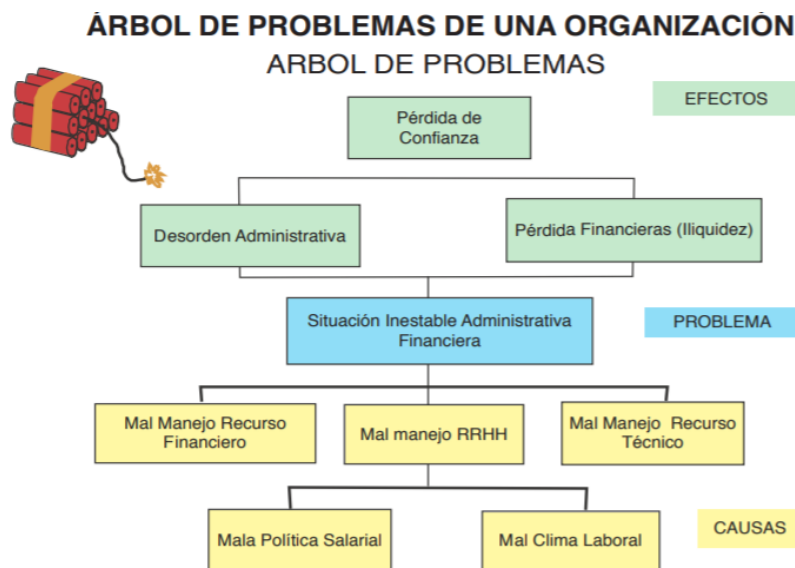 ÁRBOL DE PROBLEMAS DE UNA ORGANIZACIÓN
ARBOL DE PROBLEMAS
EFECTOS
Pérdida de
Confianza
Desorden Administrativa
Pérdida Financieras (Iliquidez)
Situación Inestable Administrativa
Financiera
PROBLEMA
Mal Manejo Recurso
Financiero
Mal manejo RRHH
Mal Manejo Recurso
Técnico
Mala Política Salarial
Mal Clima Laboral
CAUSAS